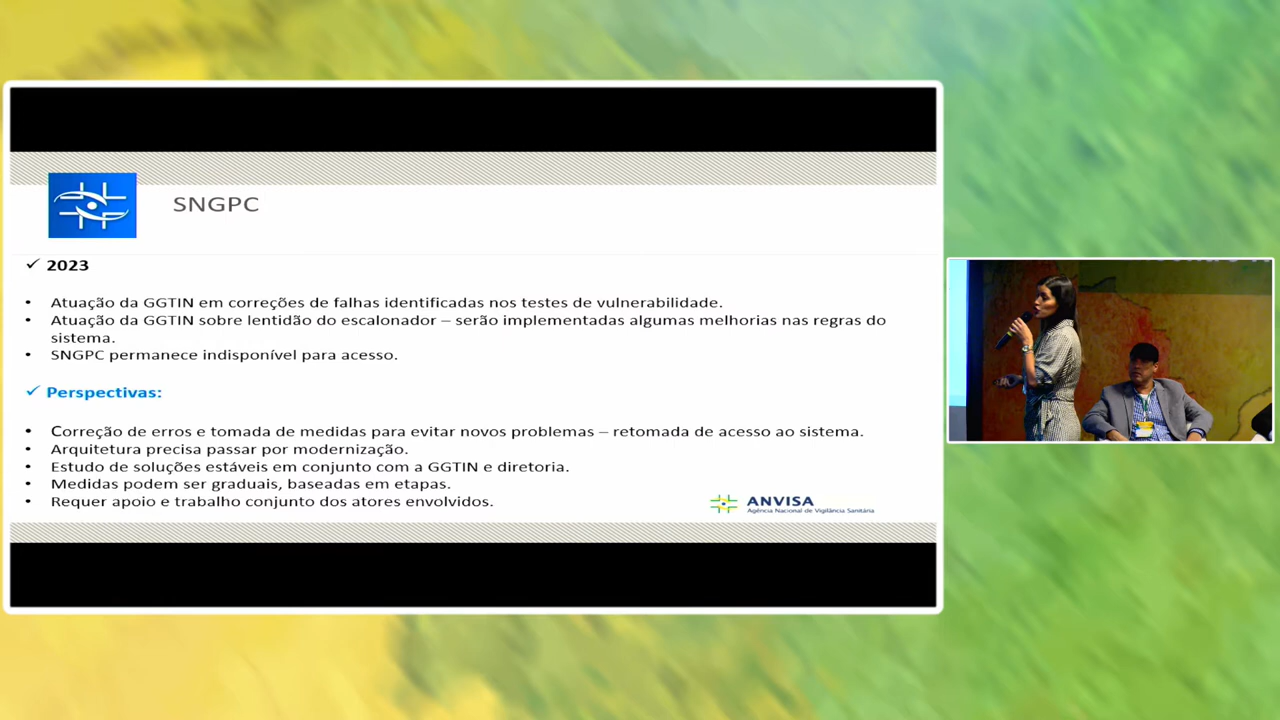 SNGPC
✓ 2023
• Atuação da GGTIN em correções de falhas identificadas nos testes de vulnerabilidade.
• Atuação da GGTIN sobre lentidão do escalonador – serão implementadas algumas melhorias nas regras do
sistema.
• SNGPC permanece indisponível para acesso.
✓ Perspectivas:
• Correção de erros e tomada de medidas para evitar novos problemas – retomada de acesso ao sistema.
• Arquitetura precisa passar por modernização.
• Estudo de soluções estáveis em conjunto com a GGTIN e diretoria.
• Medidas podem ser graduais, baseadas em etapas.
• Requer apoio e trabalho conjunto dos atores envolvidos.
ANVISA
Agência Nacional de Vigilância Sanitária